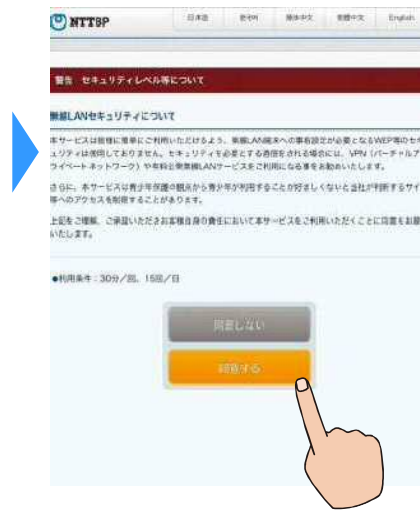 NTTBP
日本語 한국어 簡体中文 繁體中文 English
警告 セキュリティレベル等について
無線LANセキュリティについて
本サービスは皆様に簡単にご利用いただけるよう、無線LAN端末への事前設定が必要となるWEP等のセキ
ュリティは使用しておりません。セキュリティを必要とする通信をされる場合には、VPN(バーチャルプ
ライベートネットワーク)や有料公衆無線LANサービスをご利用になる事をお勧めいたします。
さらに、本サービスは青少年保護の観点から青少年が利用することが好ましくないと当社が判断するサイ
等へのアクセスを制限することがあります。
上記をご理解、ご承諾いただきお客様自身の責任において本サービスをご利用いただくことに同意をお願
いたします。
●利用条件:30分/回、15回/日
同意しない
同意する